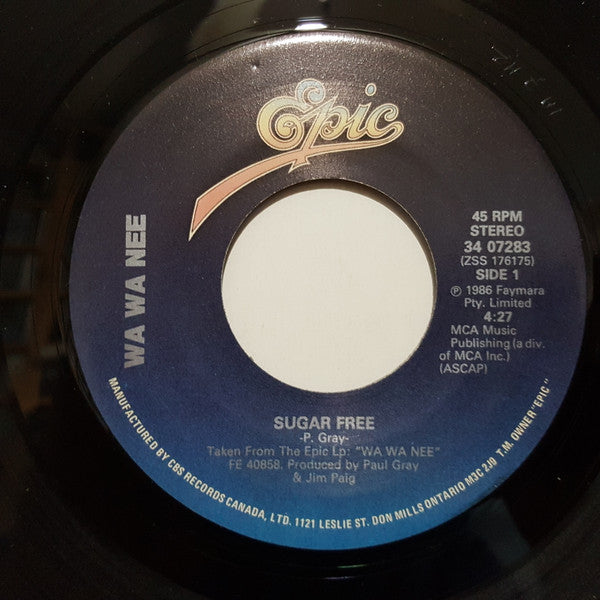 Epic
WA WA NEE
45 RPM
STEREO
34 07283
(ZSS 176175)
SIDE 1
℗ 1986 Faymara
Pty. Limited
4:27
MCA Music
Publishing (a div.
of MCA Inc.)
(ASCAP)
SUGAR FREE
-P. Gray-
Taken From The Epic Lp: "WA WA NEE"
FE 40858. Produced by Paul Gray
& Jim Paig
MANUFACTURED BY CBS RECORDS CANADA, LTD. 1121 LESLIE ST. DON MILLS ONTARIO M3C 2J9 T.M. OWNER "EPIC"